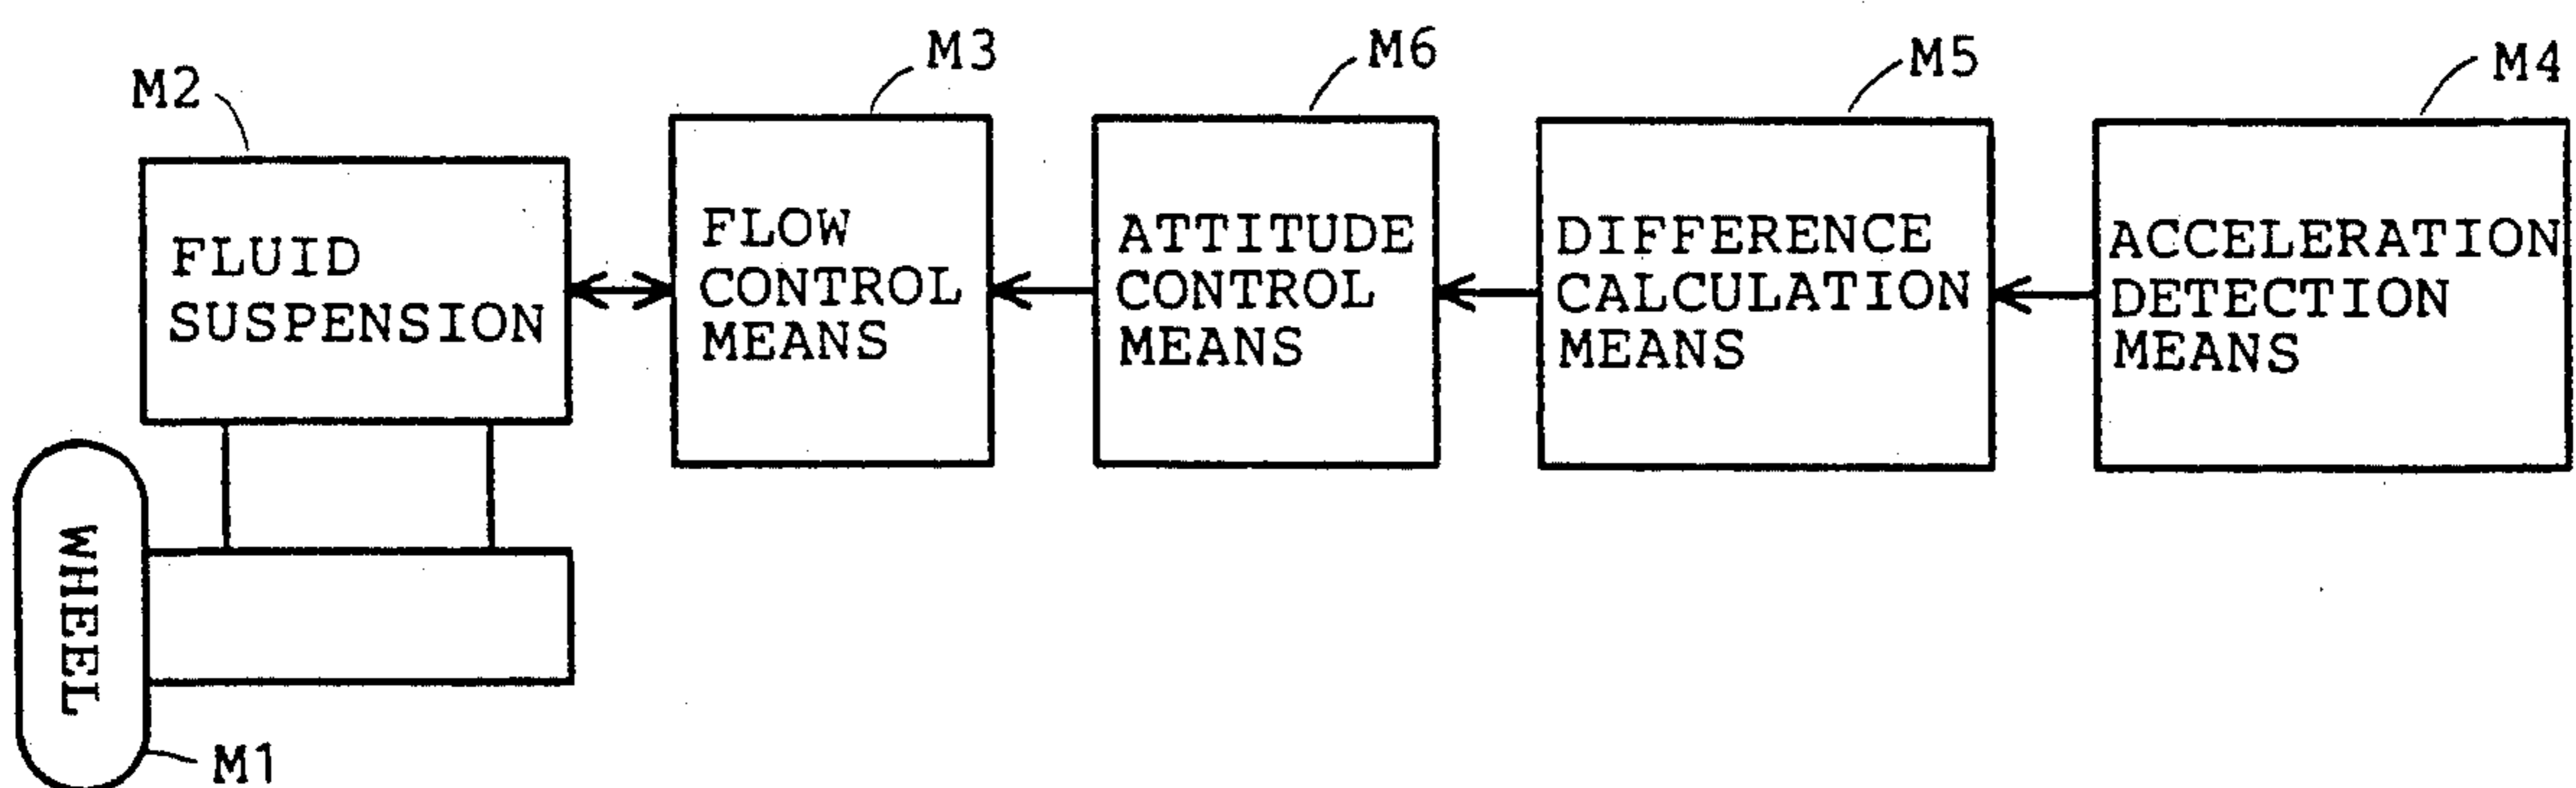 M2
M3
M6
M5
M4
FLUID
SUSPENSION
FLOW
CONTROL
MEANS
ATTITUDE
CONTROL
MEANS
DIFFERENCE
CALCULATION
MEANS
ACCELERATION
DETECTION
MEANS
WHEEL
M1